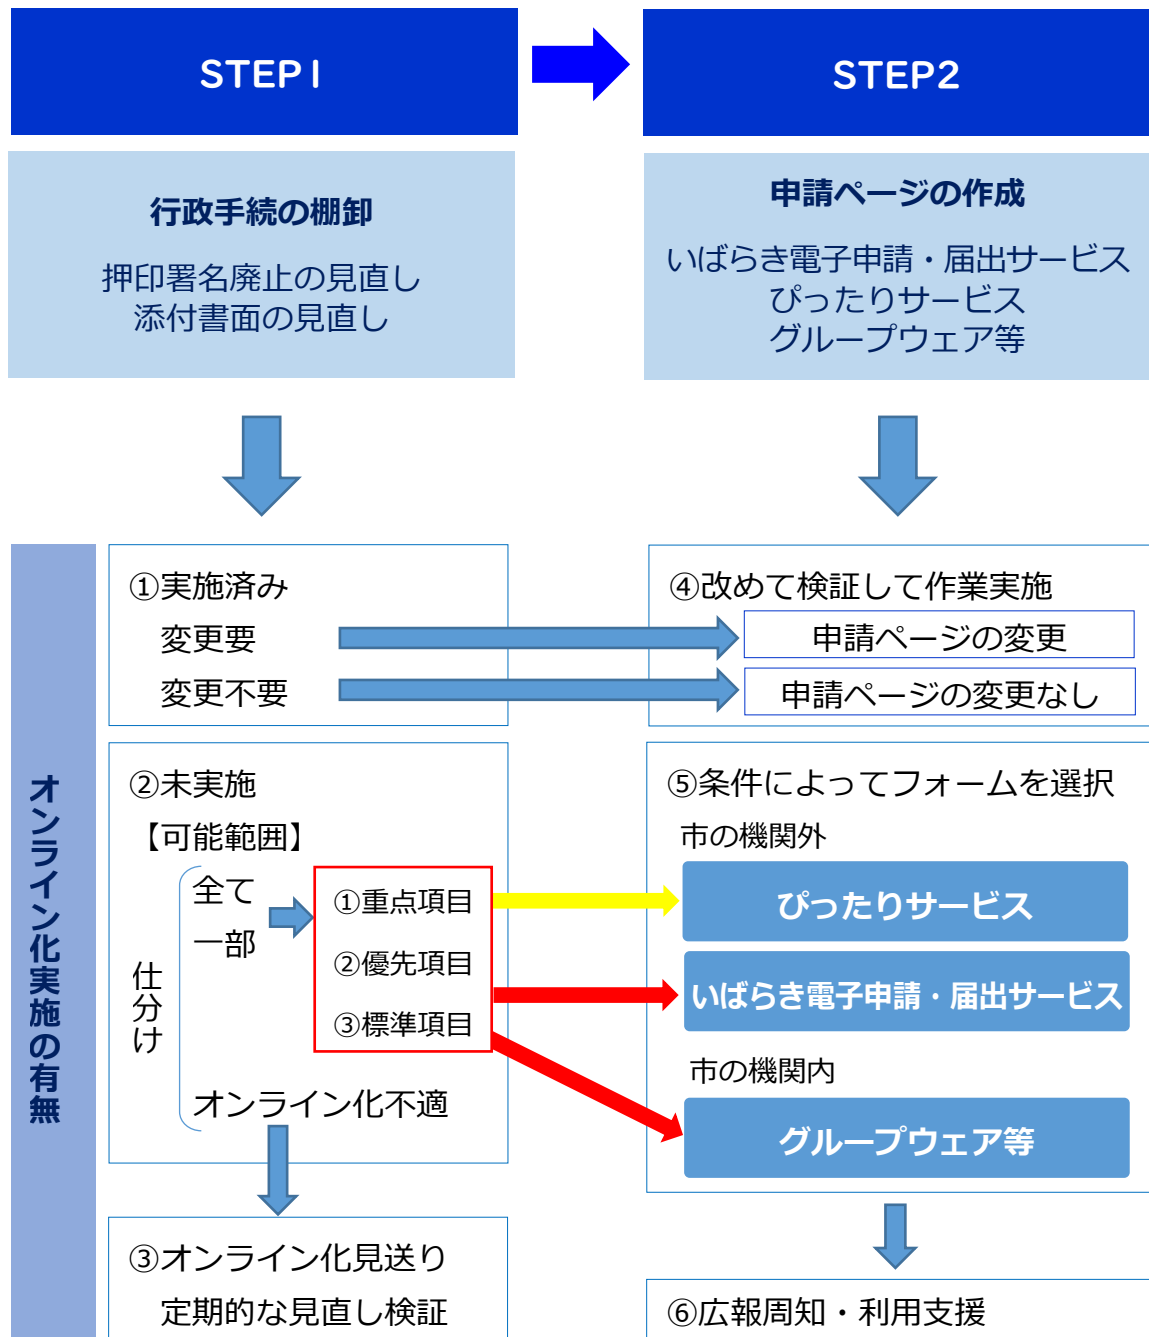 STEP1
STEP2
行政手続の棚卸
押印署名廃止の見直し
添付書面の見直し
申請ページの作成
いばらき電子申請・届出サービス
ぴったりサービス
グループウェア等
オンライン化実施の有無
①実施済み
変更要
変更不要
④改めて検証して作業実施
申請ページの変更
申請ページの変更なし
②未実施
【可能範囲】
仕分け
全て
一部
①重点項目
②優先項目
③標準項目
オンライン化不適
⑤条件によってフォームを選択
市の機関外
ぴったりサービス
いばらき電子申請・届出サービス
市の機関内
グループウェア等
③オンライン化見送り
定期的な見直し検証
⑥広報周知・利用支援